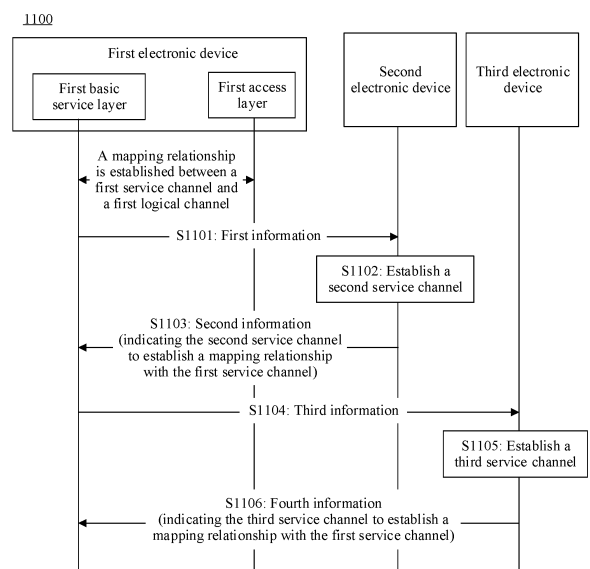 1100
First electronic device
First basic
service layer
First access
layer
Second
electronic device
Third electronic
device
A mapping relationship
is established between a
first service channel and
a first logical channel
S1101: First information
S1102: Establish a
second service channel
S1103: Second information
(indicating the second service channel
to establish a mapping relationship
with the first service channel)
S1104: Third information
S1105: Establish a
third service channel
S1106: Fourth information
(indicating the third service channel to establish a
mapping relationship with the first service channel)